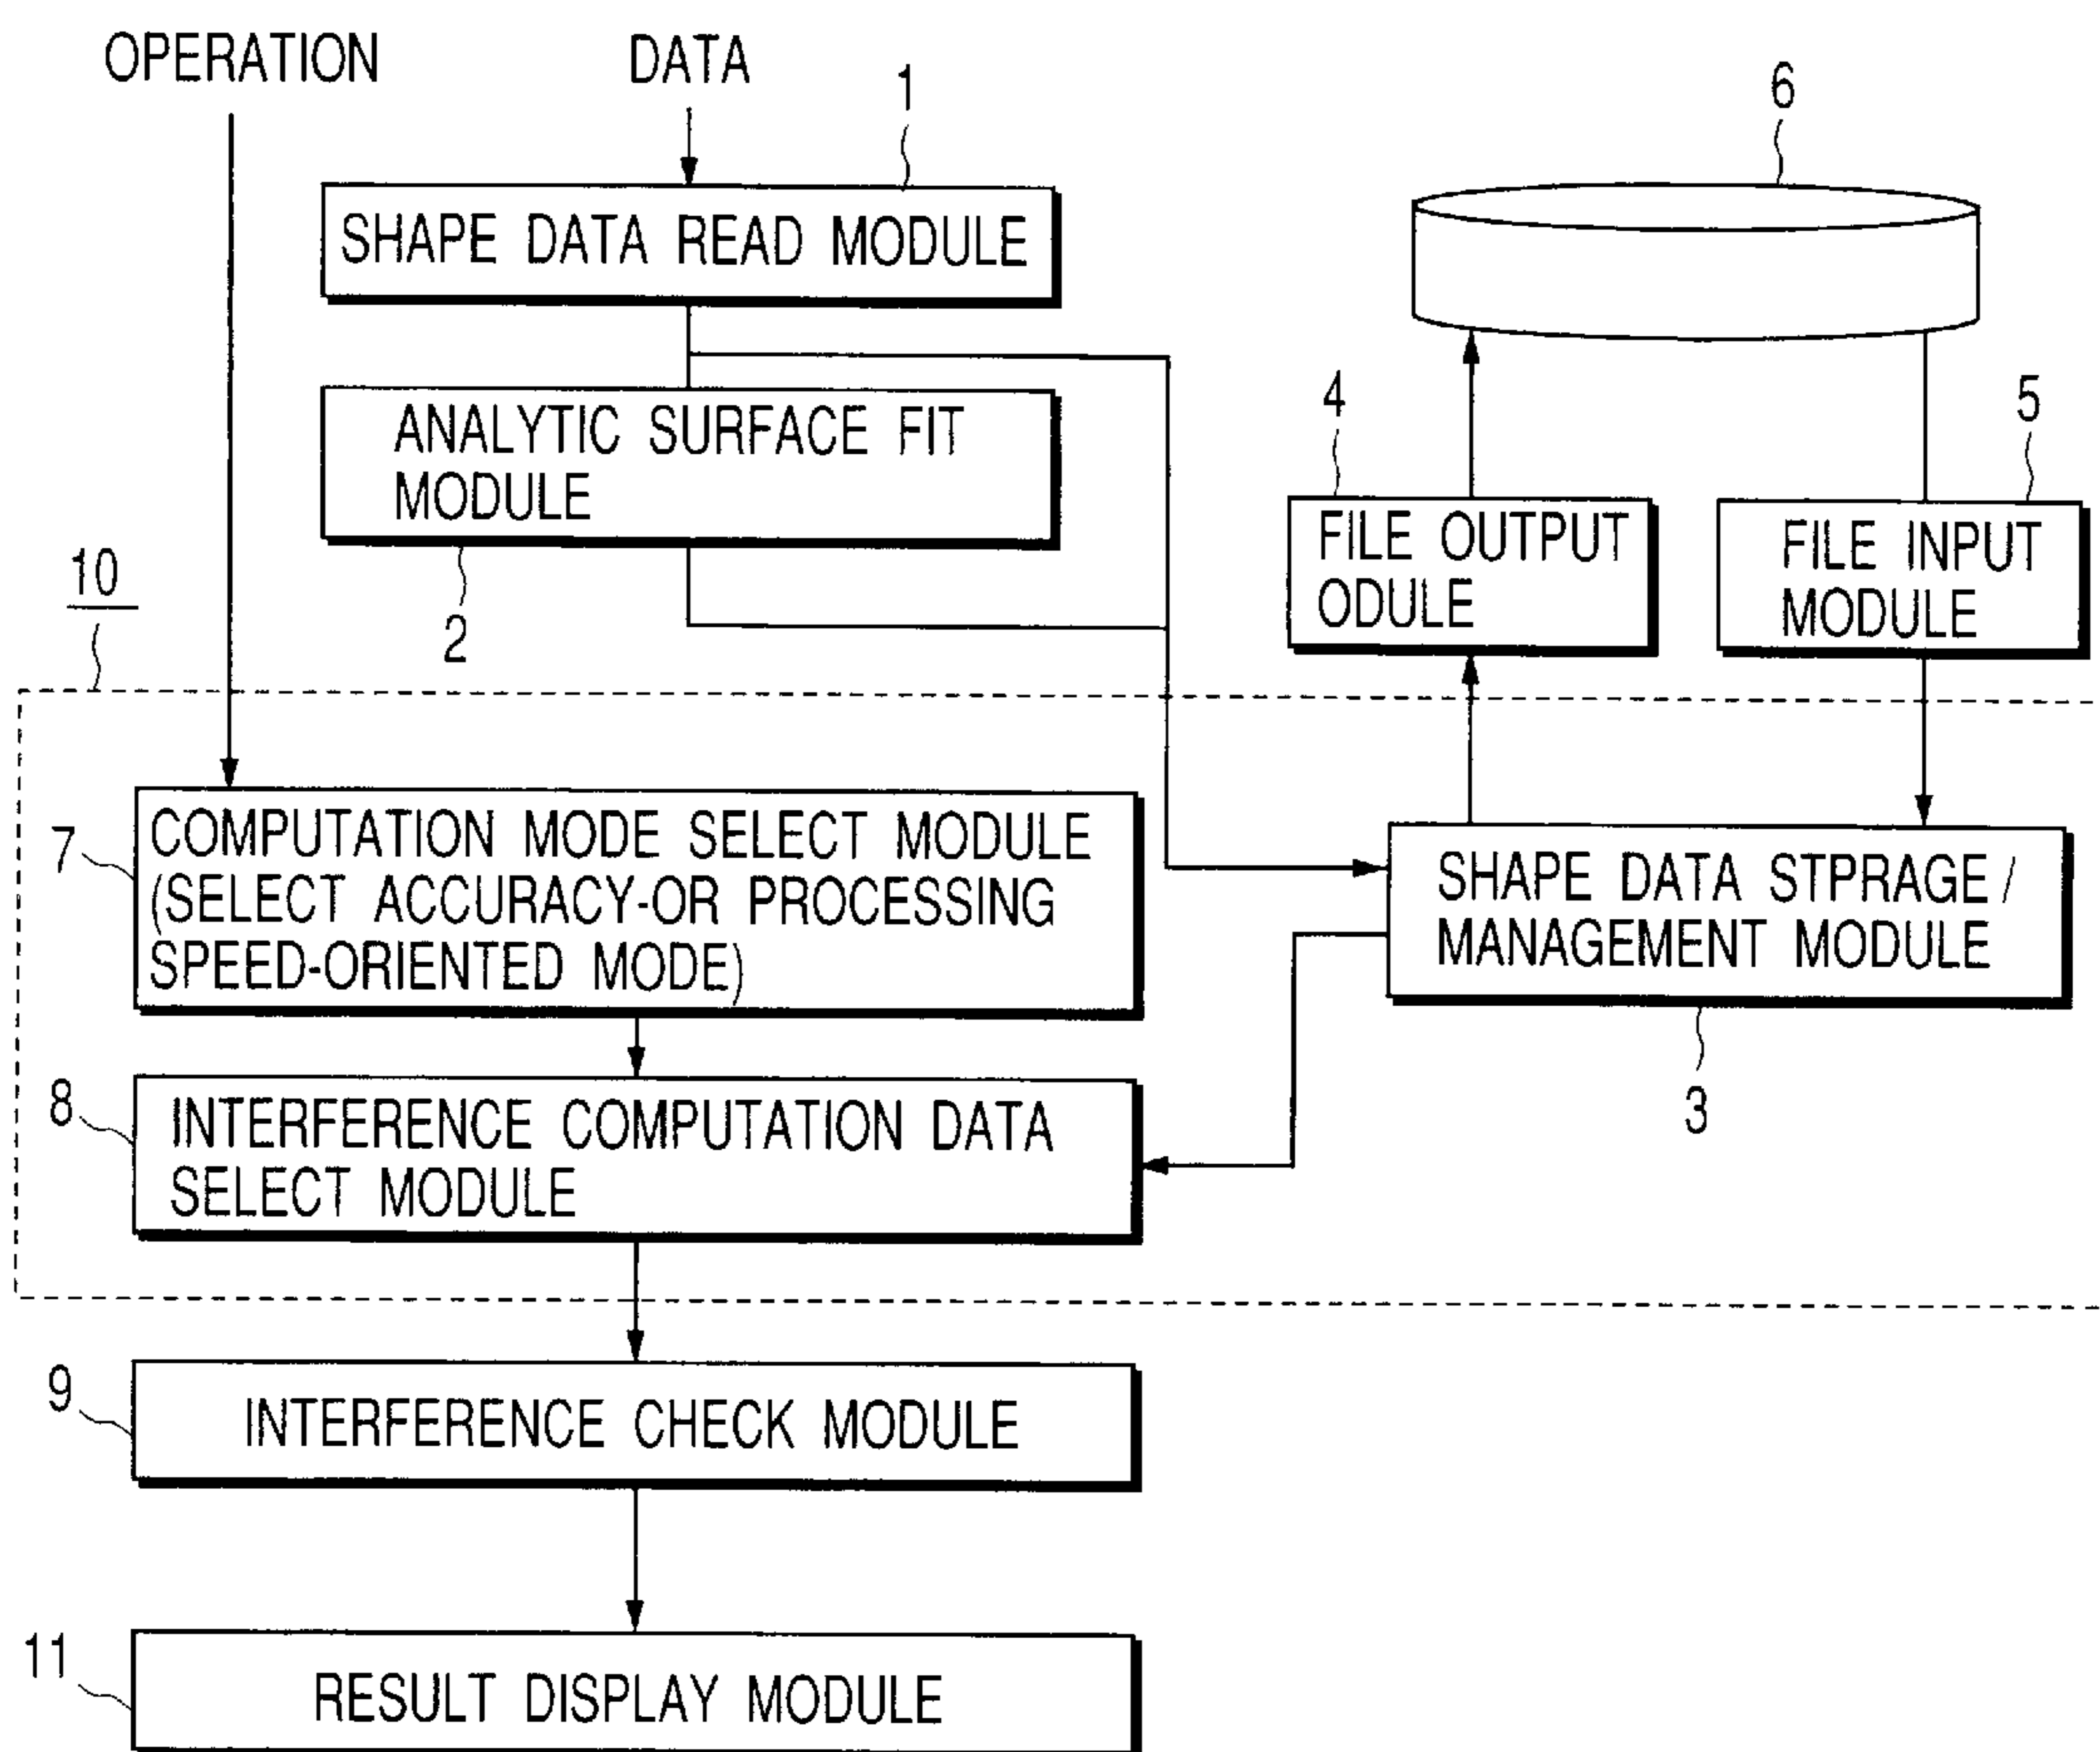 OPERATION
DATA
1
6
SHAPE DATA READ MODULE
4
5
ANALYTIC SURFACE FIT
MODULE
2
FILE OUTPUT
ODULE
FILE INPUT
MODULE
10
7
COMPUTATION MODE SELECT MODULE
(SELECT ACCURACY-OR PROCESSING
SPEED-ORIENTED MODE)
SHAPE DATA STPRAGE/
MANAGEMENT MODULE
3
8
INTERFERENCE COMPUTATION DATA
SELECT MODULE
9
INTERFERENCE CHECK MODULE
11
RESULT DISPLAY MODULE